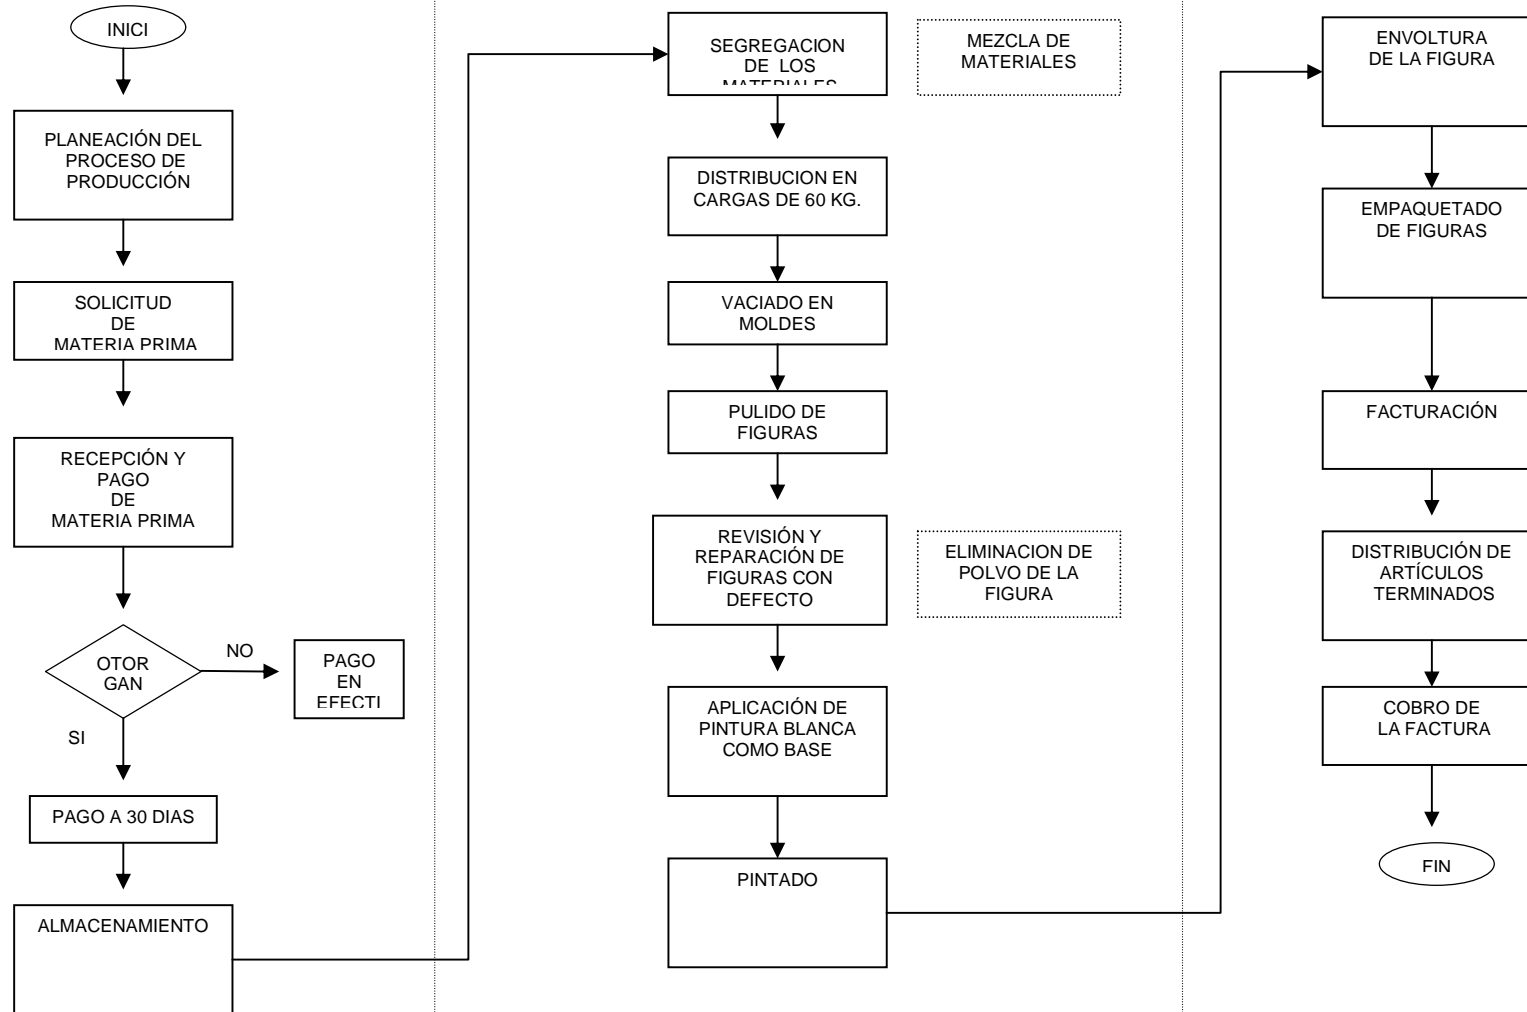 INICI
PLANEACIÓN DEL
PROCESO DE
PRODUCCIÓN
SOLICITUD
DE
MATERIA PRIMA
RECEPCIÓN Y
PAGO
DE
MATERIA PRIMA
OTOR
GAN
NO
PAGO
EN
EFECTI
SI
PAGO A 30 DIAS
ALMACENAMIENTO
SEGREGACION
DE LOS
MATERIALES
MEZCLA DE
MATERIALES
DISTRIBUCION EN
CARGAS DE 60 KG.
VACIADO EN
MOLDES
PULIDO DE
FIGURAS
REVISIÓN Y
REPARACIÓN DE
FIGURAS CON
DEFECTO
ELIMINACION DE
POLVO DE LA
FIGURA
APLICACIÓN DE
PINTURA BLANCA
COMO BASE
PINTADO
ENVOLTURA
DE LA FIGURA
EMPAQUETADO
DE FIGURAS
FACTURACIÓN
DISTRIBUCIÓN DE
ARTÍCULOS
TERMINADOS
COBRO DE
LA FACTURA
FIN